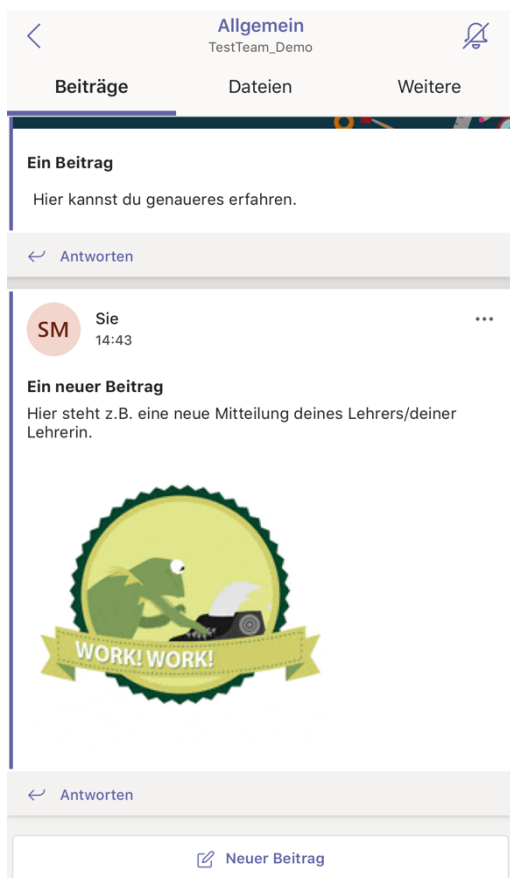 Allgemein
TestTeam_Demo
Beiträge Dateien Weitere
Ein Beitrag
Hier kannst du genaueres erfahren.
Antworten
SM
Sie
14:43
Ein neuer Beitrag
Hier steht z.B. eine neue Mitteilung deines Lehrers/deiner
Lehrerin.
WORK! WORK!
Antworten
Neuer Beitrag